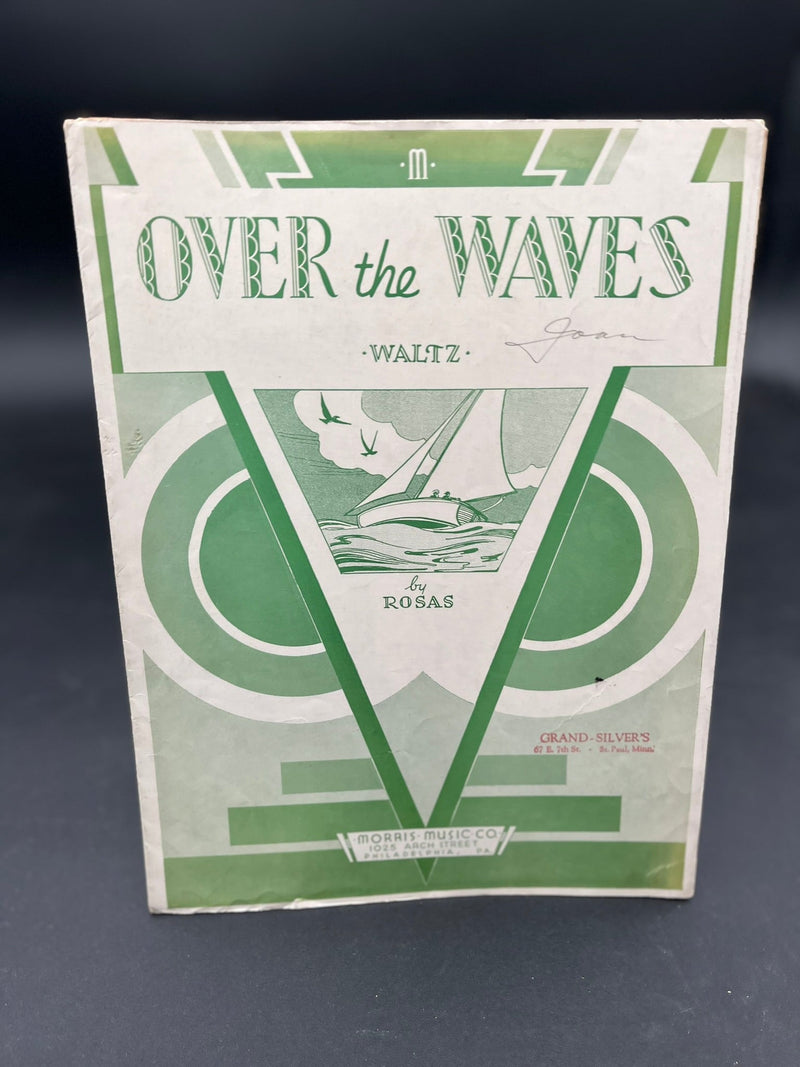 ·M·
OVER the WAVES
·WALTZ·
Joan
by
ROSAS
GRAND-SILVER'S
67 E. 7th St. - St. Paul, Minn.
·MORRIS·MUSIC·CO·
1025 ARCH STREET
PHILADELPHIA, PA.